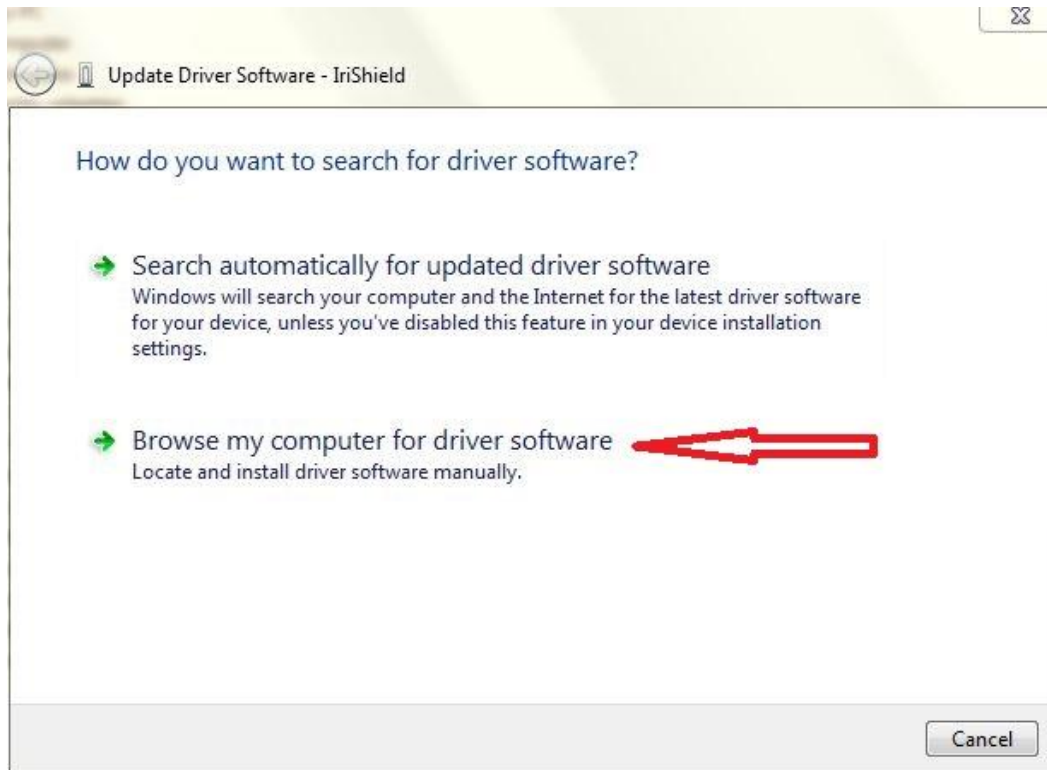 Update Driver Software - IriShield
How do you want to search for driver software?
Search automatically for updated driver software
Windows will search your computer and the Internet for the latest driver software
for your device, unless you've disabled this feature in your device installation
settings.
Browse my computer for driver software
Locate and install driver software manually.
Cancel